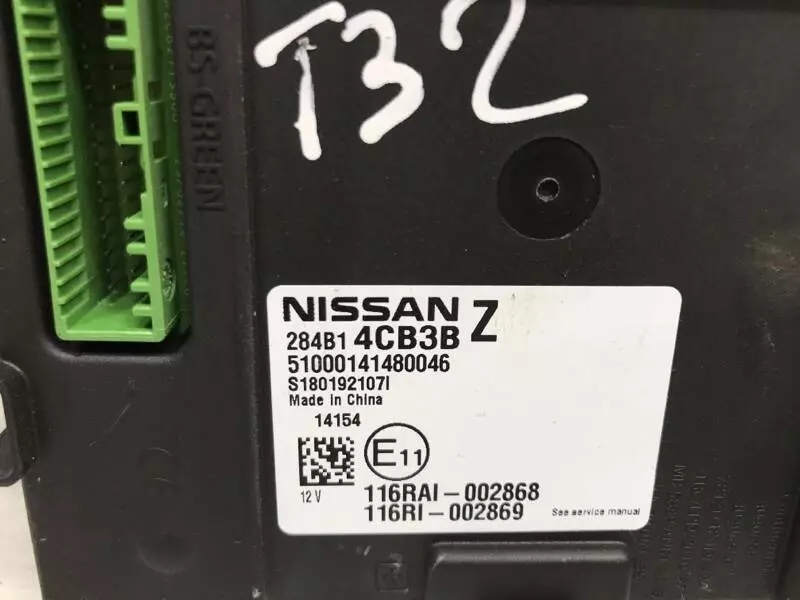 T32
BS-GREEN
NISSAN Z
284B1 4CB3B
51000141480046
S180192107I
Made in China
14154
E11
12 V
116RAI-002868
116RI-002869
See service manual